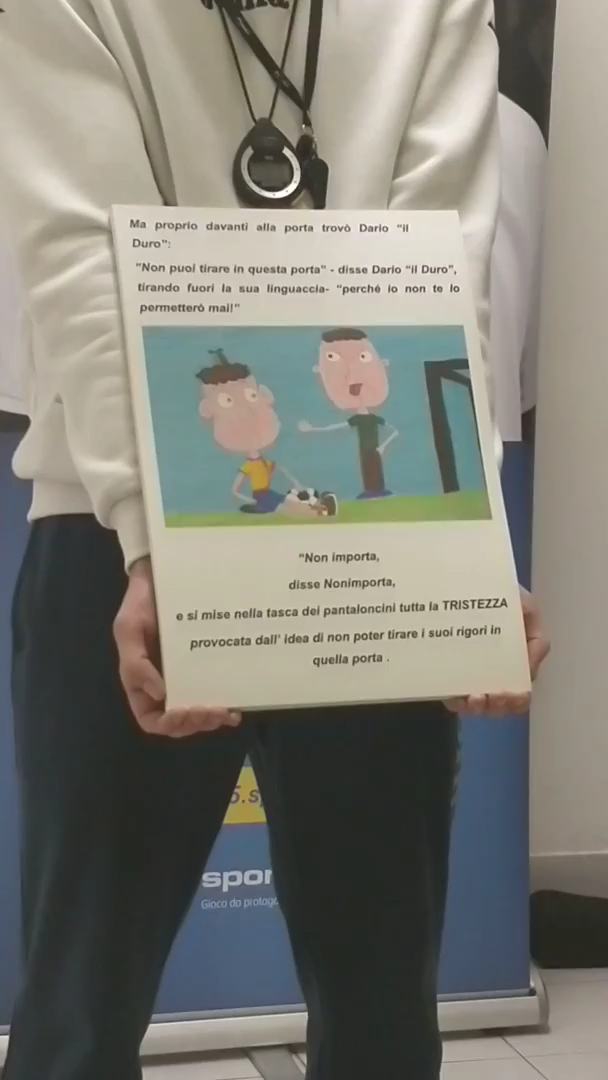 Ma proprio davanti alla porta trovò Dario "il
Duro":
"Non puoi tirare in questa porta" - disse Dario "il Duro",
tirando fuori la sua linguaccia- "perché io non te lo
permetterò mai!"
"Non importa,
disse Nonimporta,
e si mise nella tasca dei pantaloncini tutta la TRISTEZZA
provocata dall' idea di non poter tirare i suoi rigori in
quella porta .
spor
Gioco da protag